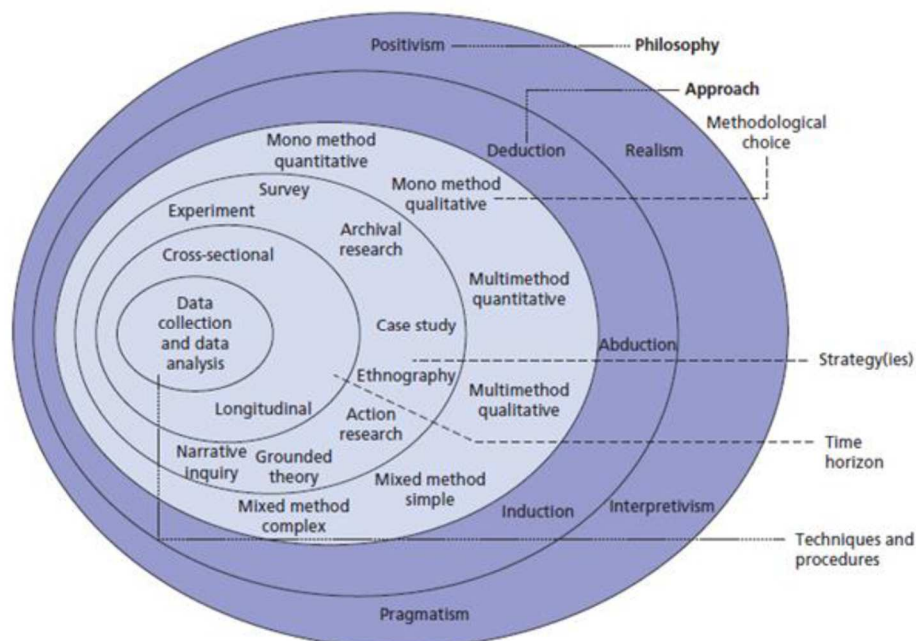 Positivism
Philosophy
Approach
Methodological
choice
Mono method
quantitative
Deduction
Realism
Survey
Mono method
qualitative
Experiment
Archival
research
Cross-sectional
Multimethod
quantitative
Data
collection
and data
analysis
Case study
Abduction
Strategy(ies)
Ethnography
Multimethod
qualitative
Longitudinal
Action
research
Time
horizon
Narrative
inquiry
Grounded
theory
Mixed method
simple
Mixed method
complex
Induction
Interpretivism
Techniques and
procedures
Pragmatism